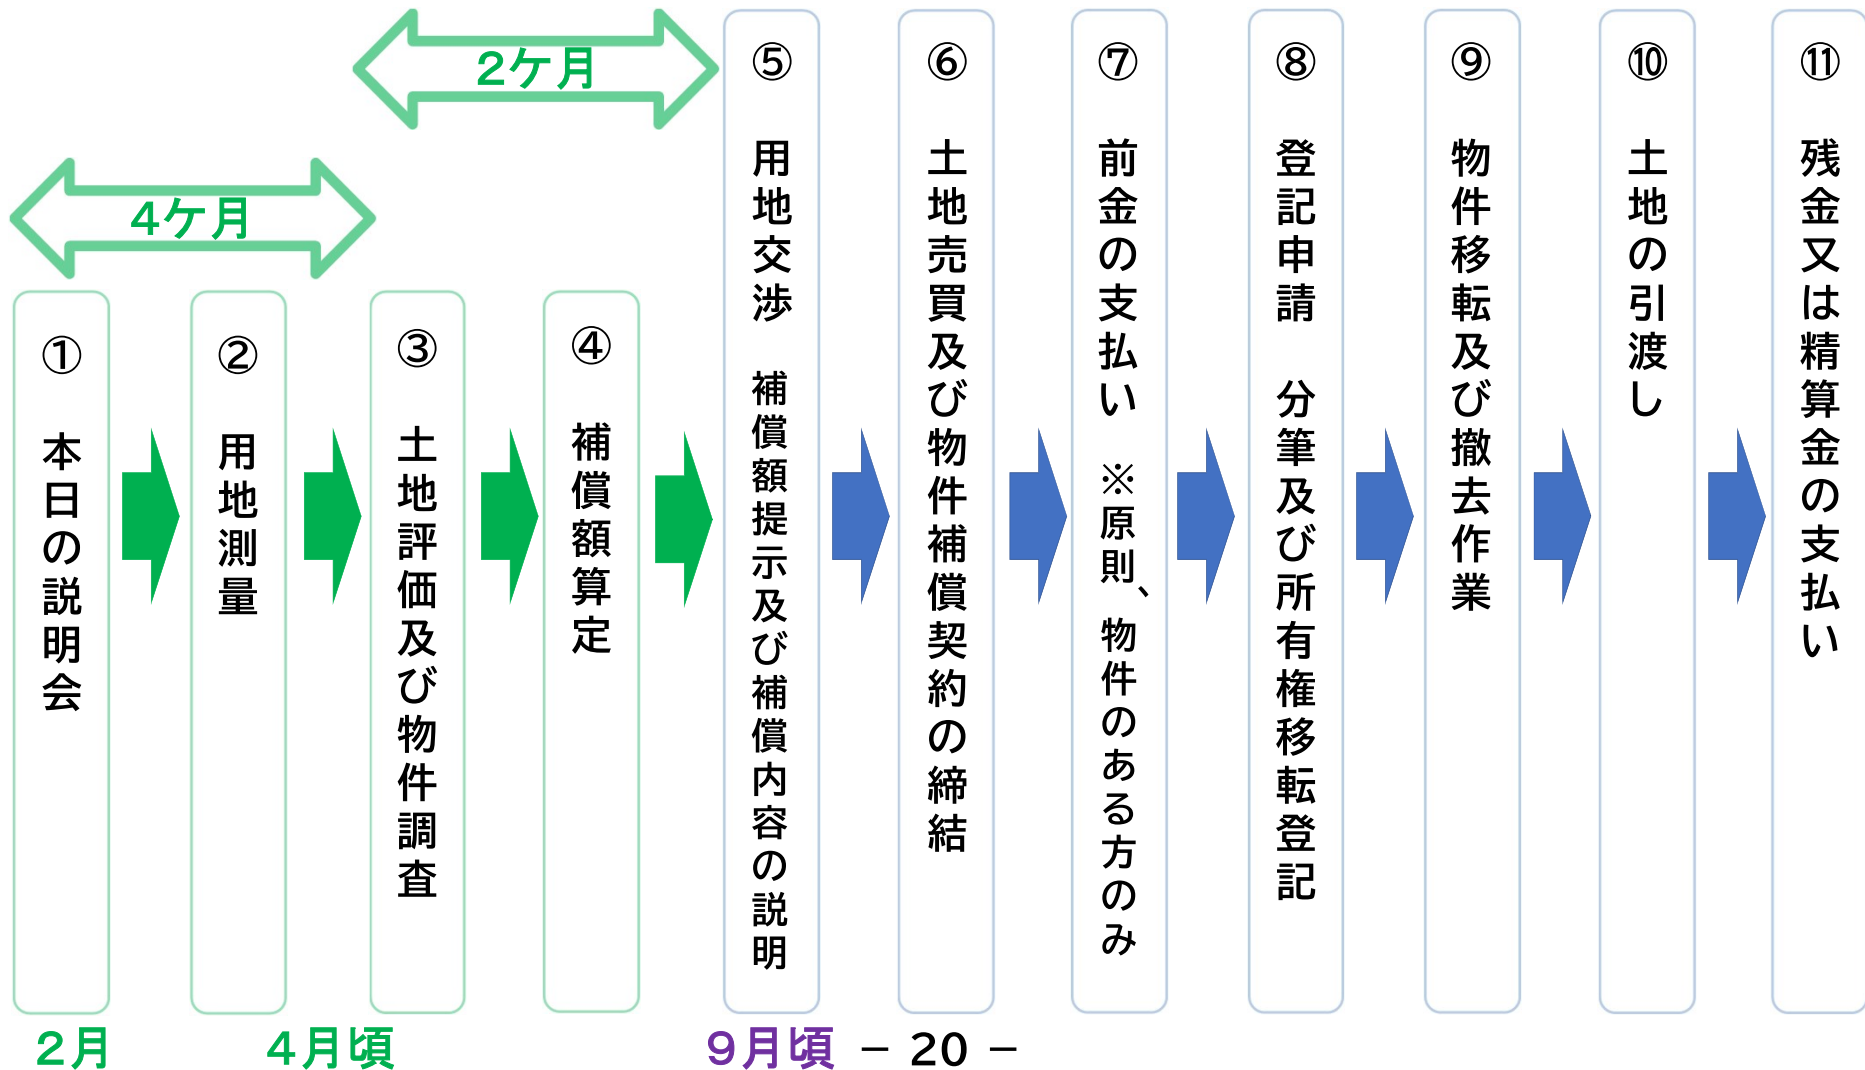 2ケ月
4ケ月
① 本日の説明会
② 用地測量
③ 土地評価及び物件調査
④ 補償額算定
⑤ 用地交渉 補償額提示及び補償内容の説明
⑥ 土地売買及び物件補償契約の締結
⑦ 前金の支払い ※原則、物件のある方のみ
⑧ 登記申請 分筆及び所有権移転登記
⑨ 物件移転及び撤去作業
⑩ 土地の引渡し
⑪ 残金又は精算金の支払い
2月
4月頃
9月頃
− 20 −